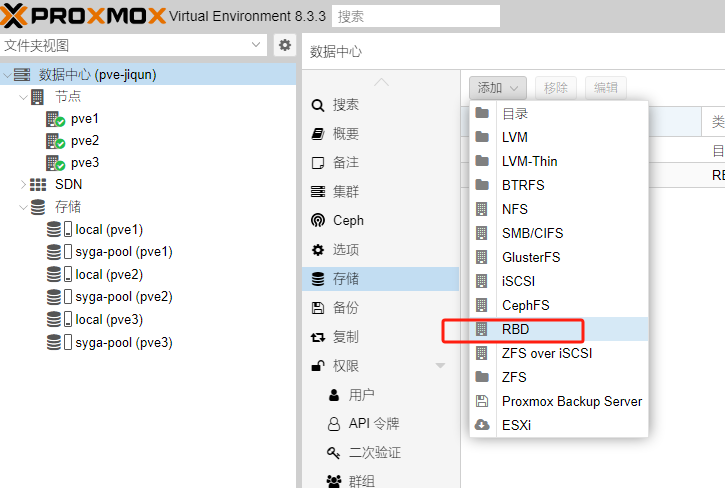 PROXMOX Virtual Environment 8.3.3 搜索
文件夹视图
数据中心 (pve-jiqun)
节点
pve1
pve2
pve3
SDN
存储
local (pve1)
syga-pool (pve1)
local (pve2)
syga-pool (pve2)
local (pve3)
syga-pool (pve3)
数据中心
搜索
概要
备注
集群
Ceph
选项
存储
备份
复制
权限
用户
API 令牌
二次验证
群组
添加 移除 编辑
目录
LVM
LVM-Thin
BTRFS
NFS
SMB/CIFS
GlusterFS
iSCSI
CephFS
RBD
ZFS over iSCSI
ZFS
Proxmox Backup Server
ESXi
类
目